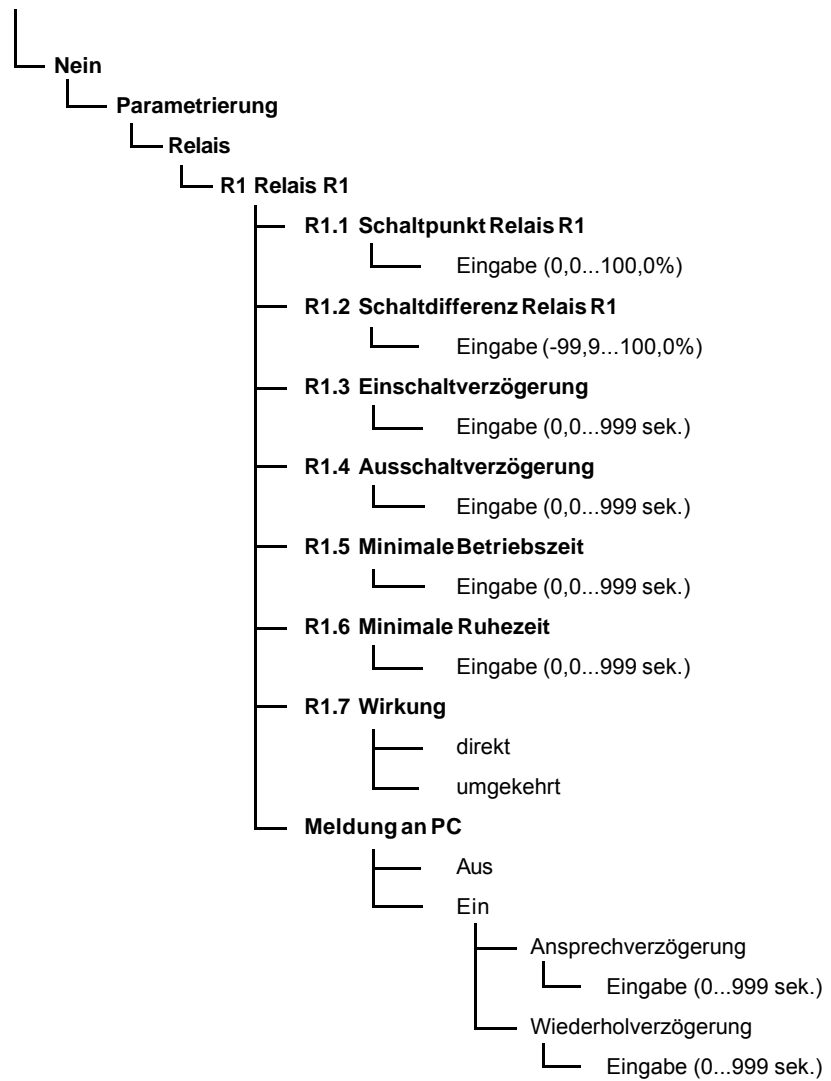 Nein
Parametrierung
Relais
R1 Relais R1
R1.1 Schaltpunkt Relais R1
Eingabe (0,0...100,0%)
R1.2 Schaltdifferenz Relais R1
Eingabe (-99,9...100,0%)
R1.3 Einschaltverzögerung
Eingabe (0,0...999 sek.)
R1.4 Ausschaltverzögerung
Eingabe (0,0...999 sek.)
R1.5 Minimale Betriebszeit
Eingabe (0,0...999 sek.)
R1.6 Minimale Ruhezeit
Eingabe (0,0...999 sek.)
R1.7 Wirkung
direkt
umgekehrt
Meldung an PC
Aus
Ein
Ansprechverzögerung
Eingabe (0...999 sek.)
Wiederholverzögerung
Eingabe (0...999 sek.)